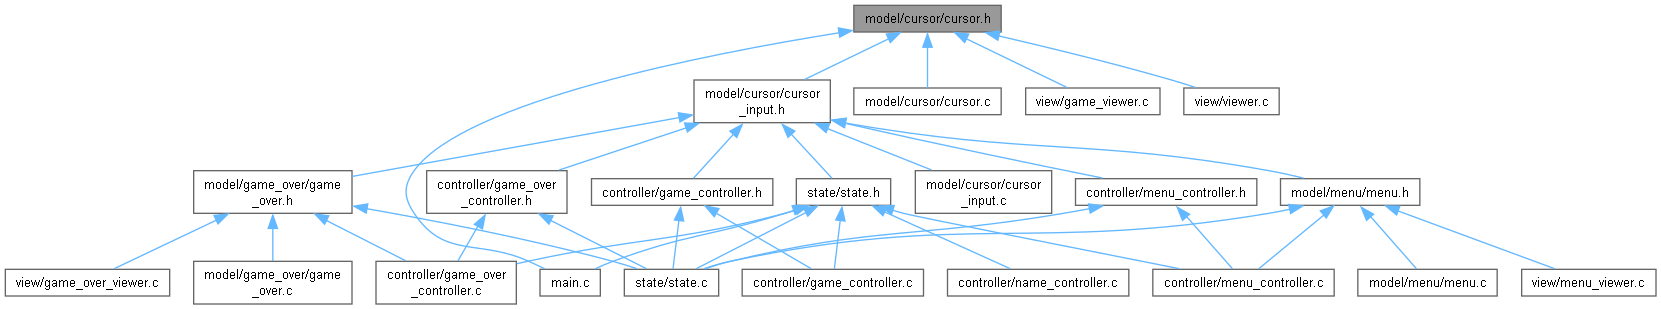 model/cursor/cursor.h
model/cursor/cursor
_input.h
model/cursor/cursor.c
view/game_viewer.c
view/viewer.c
model/game_over/game
_over.h
controller/game_over
_controller.h
controller/game_controller.h
state/state.h
model/cursor/cursor
_input.c
controller/menu_controller.h
model/menu/menu.h
view/game_over_viewer.c
model/game_over/game
_over.c
controller/game_over
_controller.c
main.c
state/state.c
controller/game_controller.c
controller/name_controller.c
controller/menu_controller.c
model/menu/menu.c
view/menu_viewer.c